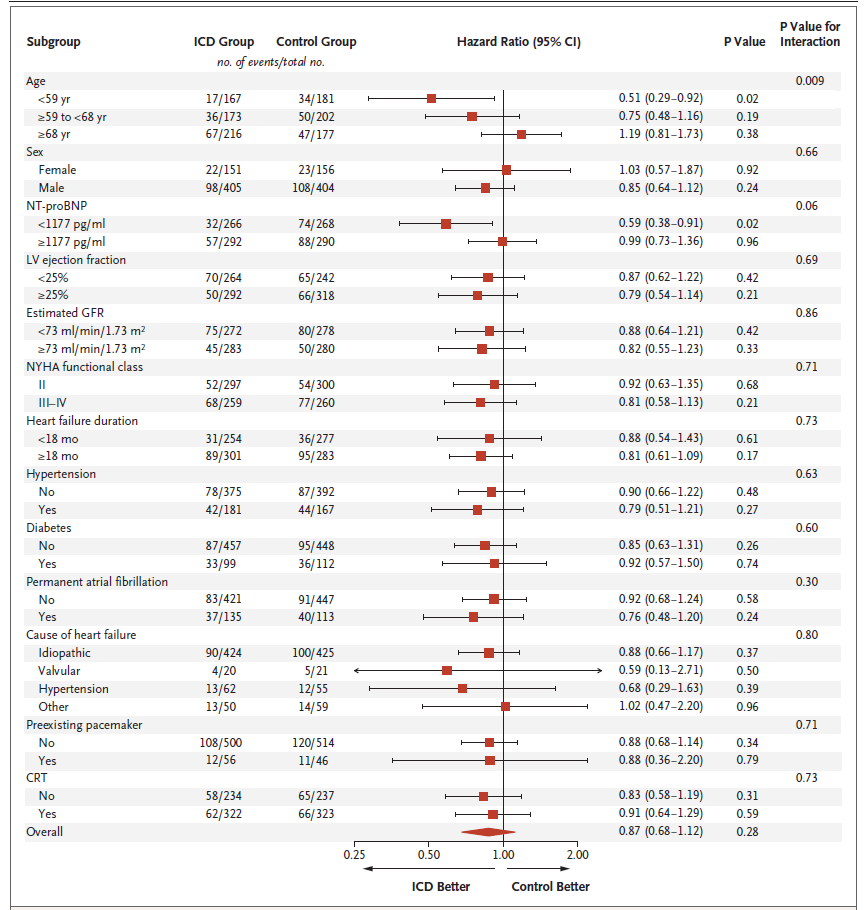 P Value for
Subgroup ICD Group Control Group Hazard Ratio (95% CI) P Value Interaction
no. of events/total no.
Age 0.009
<59 yr 17/167 34/181 0.51 (0.29–0.92) 0.02
≥59 to <68 yr 36/173 50/202 0.75 (0.48–1.16) 0.19
≥68 yr 67/216 47/177 1.19 (0.81–1.73) 0.38
Sex 0.66
Female 22/151 23/156 1.03 (0.57–1.87) 0.92
Male 98/405 108/404 0.85 (0.64–1.12) 0.24
NT-proBNP 0.06
<1177 pg/ml 32/266 74/268 0.59 (0.38–0.91) 0.02
≥1177 pg/ml 57/292 88/290 0.99 (0.73–1.36) 0.96
LV ejection fraction 0.69
<25% 70/264 65/242 0.87 (0.62–1.22) 0.42
≥25% 50/292 66/318 0.79 (0.54–1.14) 0.21
Estimated GFR 0.86
<73 ml/min/1.73 m² 75/272 80/278 0.88 (0.64–1.21) 0.42
≥73 ml/min/1.73 m² 45/283 50/280 0.82 (0.55–1.23) 0.33
NYHA functional class 0.71
II 52/297 54/300 0.92 (0.63–1.35) 0.68
III–IV 68/259 77/260 0.81 (0.58–1.13) 0.21
Heart failure duration 0.73
<18 mo 31/254 36/277 0.88 (0.54–1.43) 0.61
≥18 mo 89/301 95/283 0.81 (0.61–1.09) 0.17
Hypertension 0.63
No 78/375 87/392 0.90 (0.66–1.22) 0.48
Yes 42/181 44/167 0.79 (0.51–1.21) 0.27
Diabetes 0.60
No 87/457 95/448 0.85 (0.63–1.31) 0.26
Yes 33/99 36/112 0.92 (0.57–1.50) 0.74
Permanent atrial fibrillation 0.30
No 83/421 91/447 0.92 (0.68–1.24) 0.58
Yes 37/135 40/113 0.76 (0.48–1.20) 0.24
Cause of heart failure 0.80
Idiopathic 90/424 100/425 0.88 (0.66–1.17) 0.37
Valvular 4/20 5/21 0.59 (0.13–2.71) 0.50
Hypertension 13/62 12/55 0.68 (0.29–1.63) 0.39
Other 13/50 14/59 1.02 (0.47–2.20) 0.96
Preexisting pacemaker 0.71
No 108/500 120/514 0.88 (0.68–1.14) 0.34
Yes 12/56 11/46 0.88 (0.36–2.20) 0.79
CRT 0.73
No 58/234 65/237 0.83 (0.58–1.19) 0.31
Yes 62/322 66/323 0.91 (0.64–1.29) 0.59
Overall 0.87 (0.68–1.12) 0.28
0.25 0.50 1.00 2.00
ICD Better Control Better